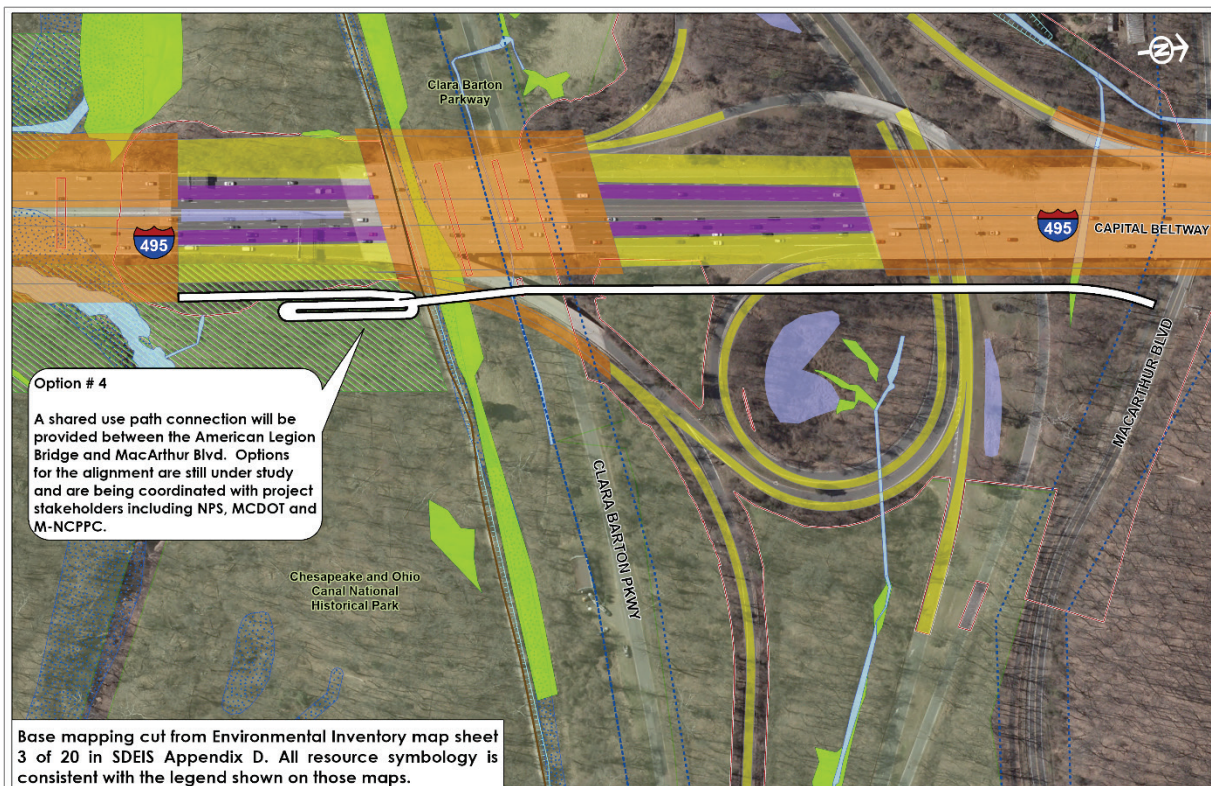 N
Clara Barton
Parkway
495
495
CAPITAL BELTWAY
MACARTHUR BLVD
Option # 4
A shared use path connection will be
provided between the American Legion
Bridge and MacArthur Blvd. Options
for the alignment are still under study
and are being coordinated with project
stakeholders including NPS, MCDOT and
M-NCPPC.
CLARA BARTON PKWY
Chesapeake and Ohio
Canal National
Historical Park
Base mapping cut from Environmental Inventory map sheet
3 of 20 in SDEIS Appendix D. All resource symbology is
consistent with the legend shown on those maps.